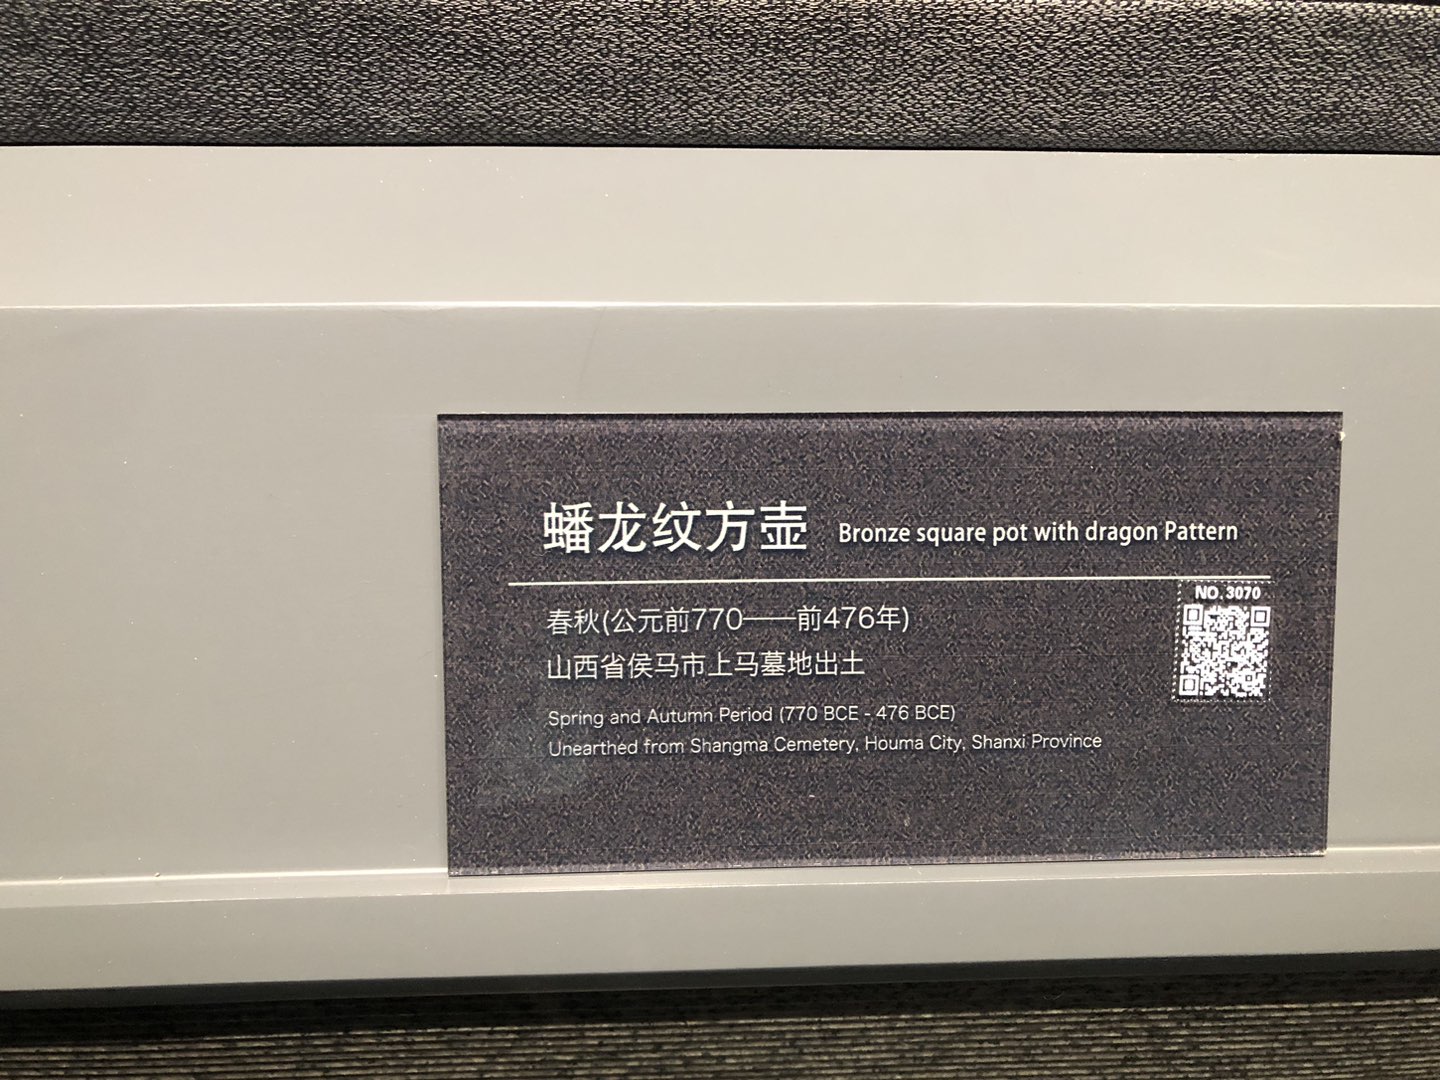 蟠龙纹方壶 Bronze square pot with dragon Pattern
春秋(公元前770——前476年)
山西省侯马市上马墓地出土
Spring and Autumn Period (770 BCE - 476 BCE)
Unearthed from Shangma Cemetery, Houma City, Shanxi Province
NO. 3070